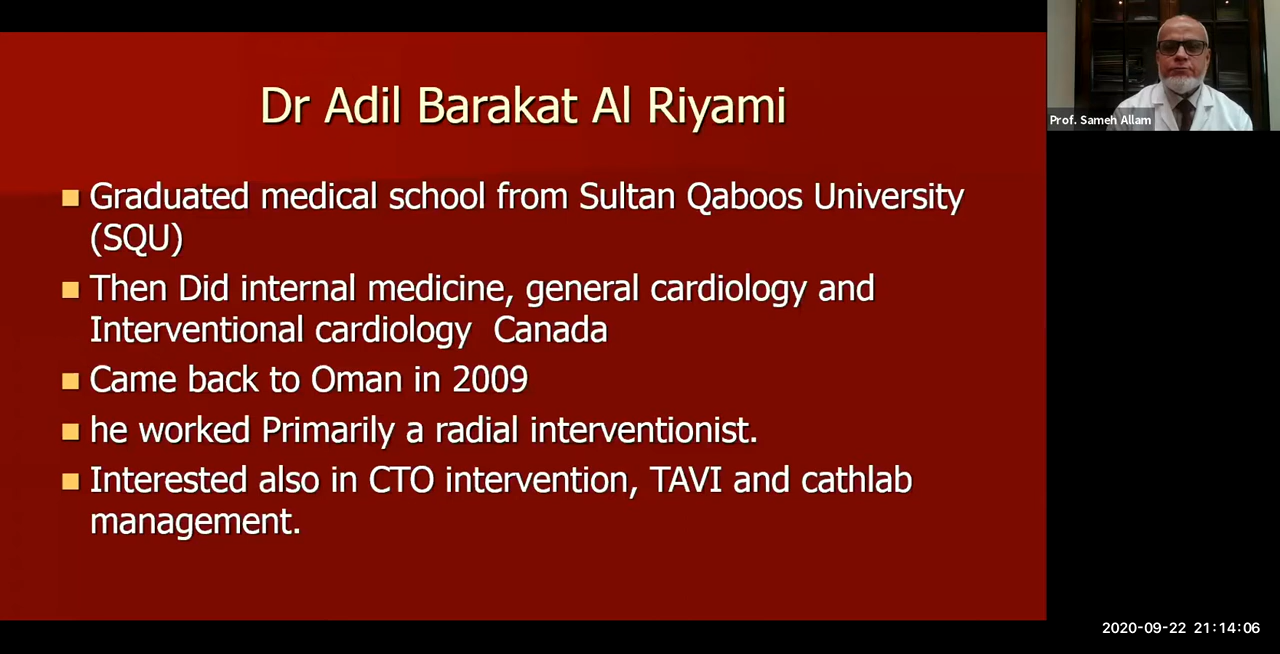 Dr Adil Barakat Al Riyami
Graduated medical school from Sultan Qaboos University
(SQU)
Then Did internal medicine, general cardiology and
Interventional cardiology Canada
Came back to Oman in 2009
he worked Primarily a radial interventionist.
Interested also in CTO intervention, TAVI and cathlab
management.
Prof. Sameh Allam
2020-09-22 21:14:06